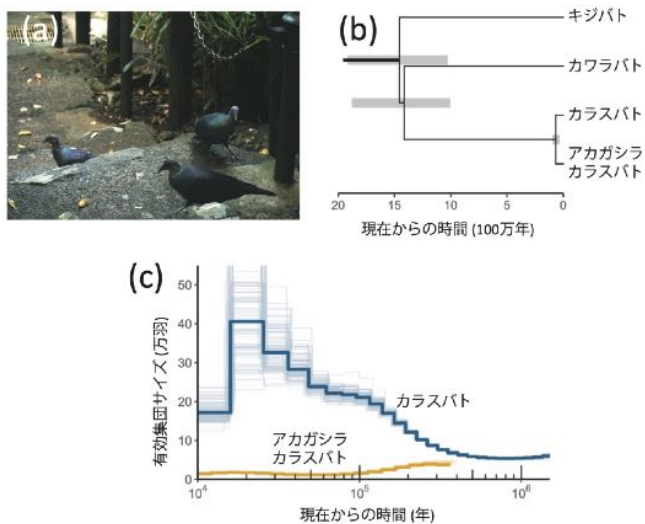 (a)
(b)
キジバト
カワラバト
カラスバト
アカガシラ
カラスバト
20
15
10
5
0
現在からの時間 (100万年)
(c)
有効集団サイズ (万羽)
50
40
30
20
10
0
カラスバト
アカガシラ
カラスバト
10⁴
10⁵
10⁶
現在からの時間 (年)